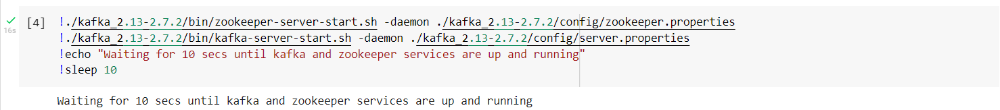 [4] !./kafka_2.13-2.7.2/bin/zookeeper-server-start.sh -daemon ./kafka_2.13-2.7.2/config/zookeeper.properties
16s !./kafka_2.13-2.7.2/bin/kafka-server-start.sh -daemon ./kafka_2.13-2.7.2/config/server.properties
!echo "Waiting for 10 secs until kafka and zookeeper services are up and running"
!sleep 10
Waiting for 10 secs until kafka and zookeeper services are up and running